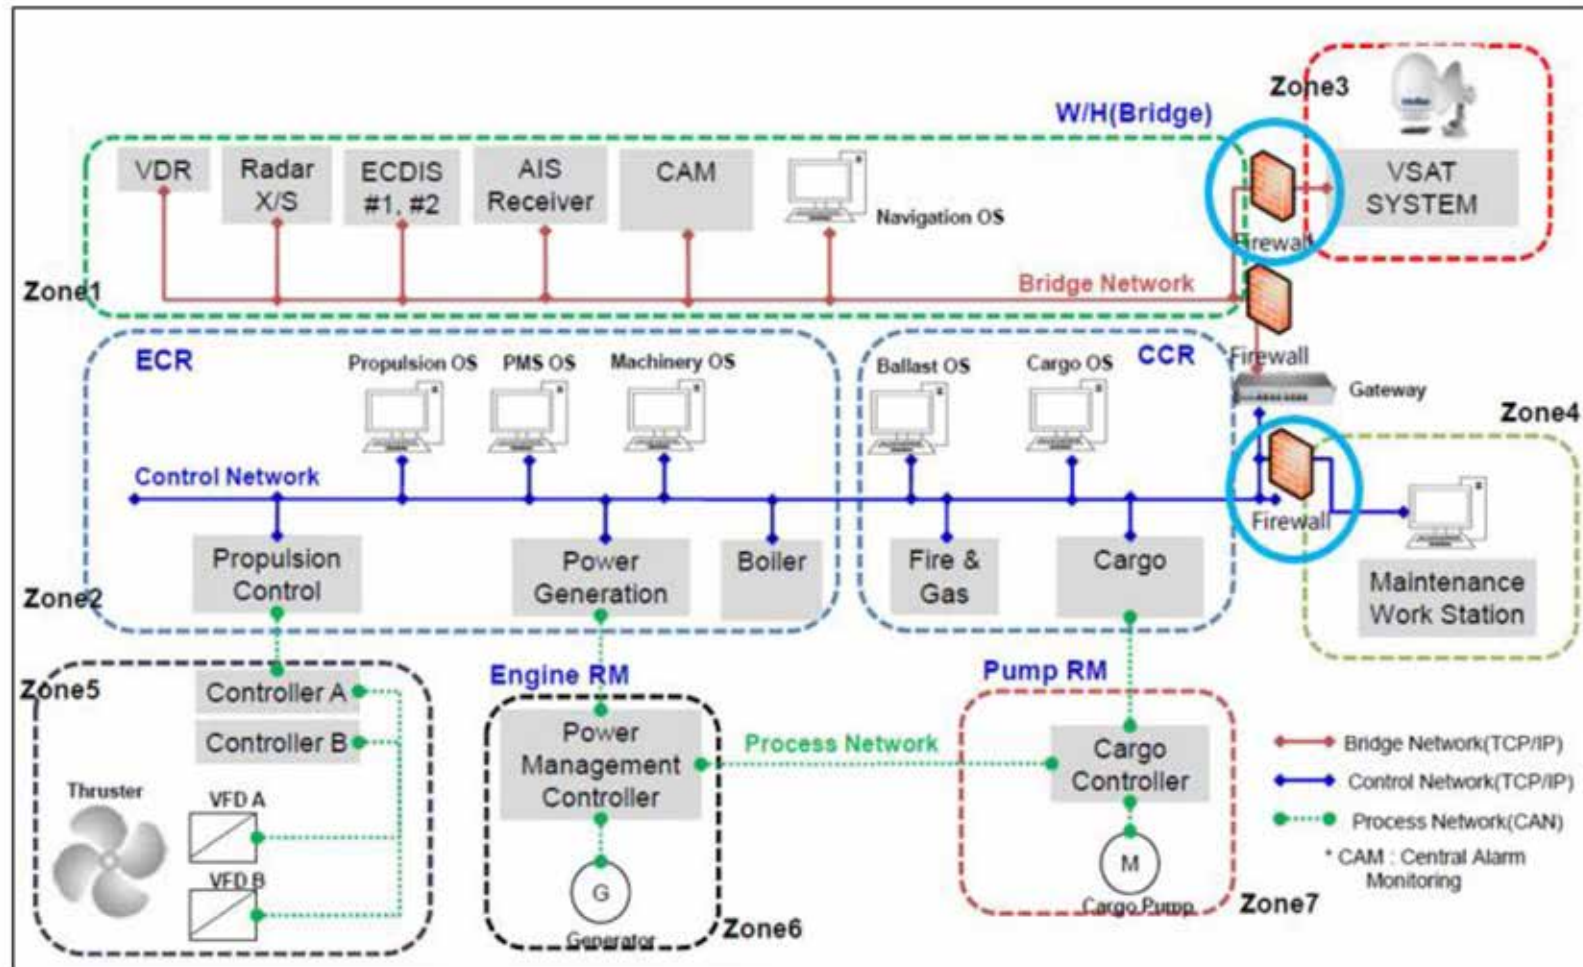 Zone3
W/H(Bridge)
VDR
Radar
X/S
ECDIS
#1, #2
AIS
Receiver
CAM
Navigation OS
VSAT
SYSTEM
Firewall
Zone1
Bridge Network
ECR
Propulsion OS
PMS OS
Machinery OS
Ballast OS
Cargo OS
CCR
Firewall
Gateway
Zone4
Control Network
Firewall
Propulsion
Control
Power
Generation
Boiler
Fire &
Gas
Cargo
Maintenance
Work Station
Zone2
Zone5
Controller A
Controller B
Thruster
VFD A
VFD B
Engine RM
Power
Management
Controller
G
Generator
Zone6
Process Network
Pump RM
Cargo
Controller
M
Cargo Pump
Zone7
Bridge Network(TCP/IP)
Control Network(TCP/IP)
Process Network(CAN)
* CAM : Central Alarm
Monitoring